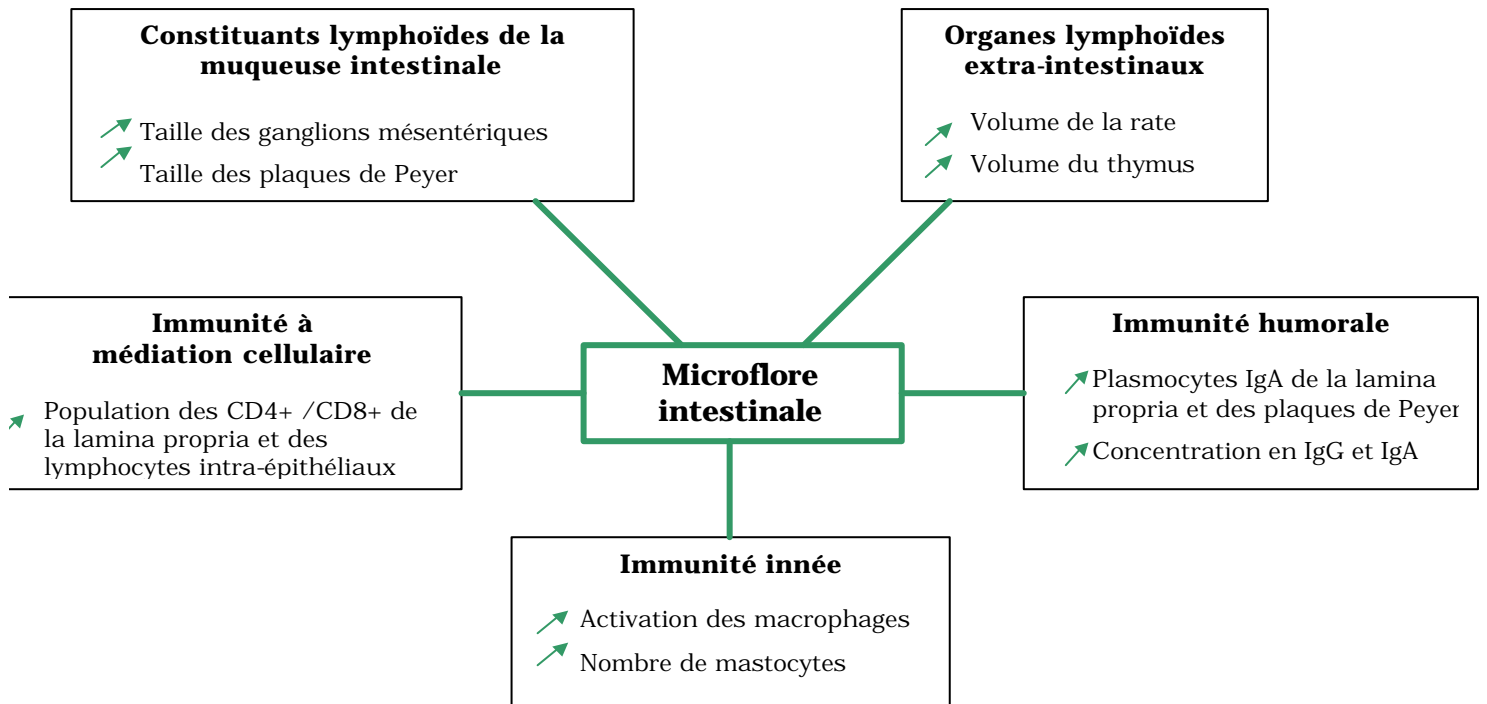 Constituants lymphoïdes de la
muqueuse intestinale
Taille des ganglions mésentériques
Taille des plaques de Peyer
Organes lymphoïdes
extra-intestinaux
Volume de la rate
Volume du thymus
Immunité à
médiation cellulaire
Population des CD4+ /CD8+ de
la lamina propria et des
lymphocytes intra-épithéliaux
Microflore
intestinale
Immunité humorale
Plasmocytes IgA de la lamina
propria et des plaques de Peyer
Concentration en IgG et IgA
Immunité innée
Activation des macrophages
Nombre de mastocytes